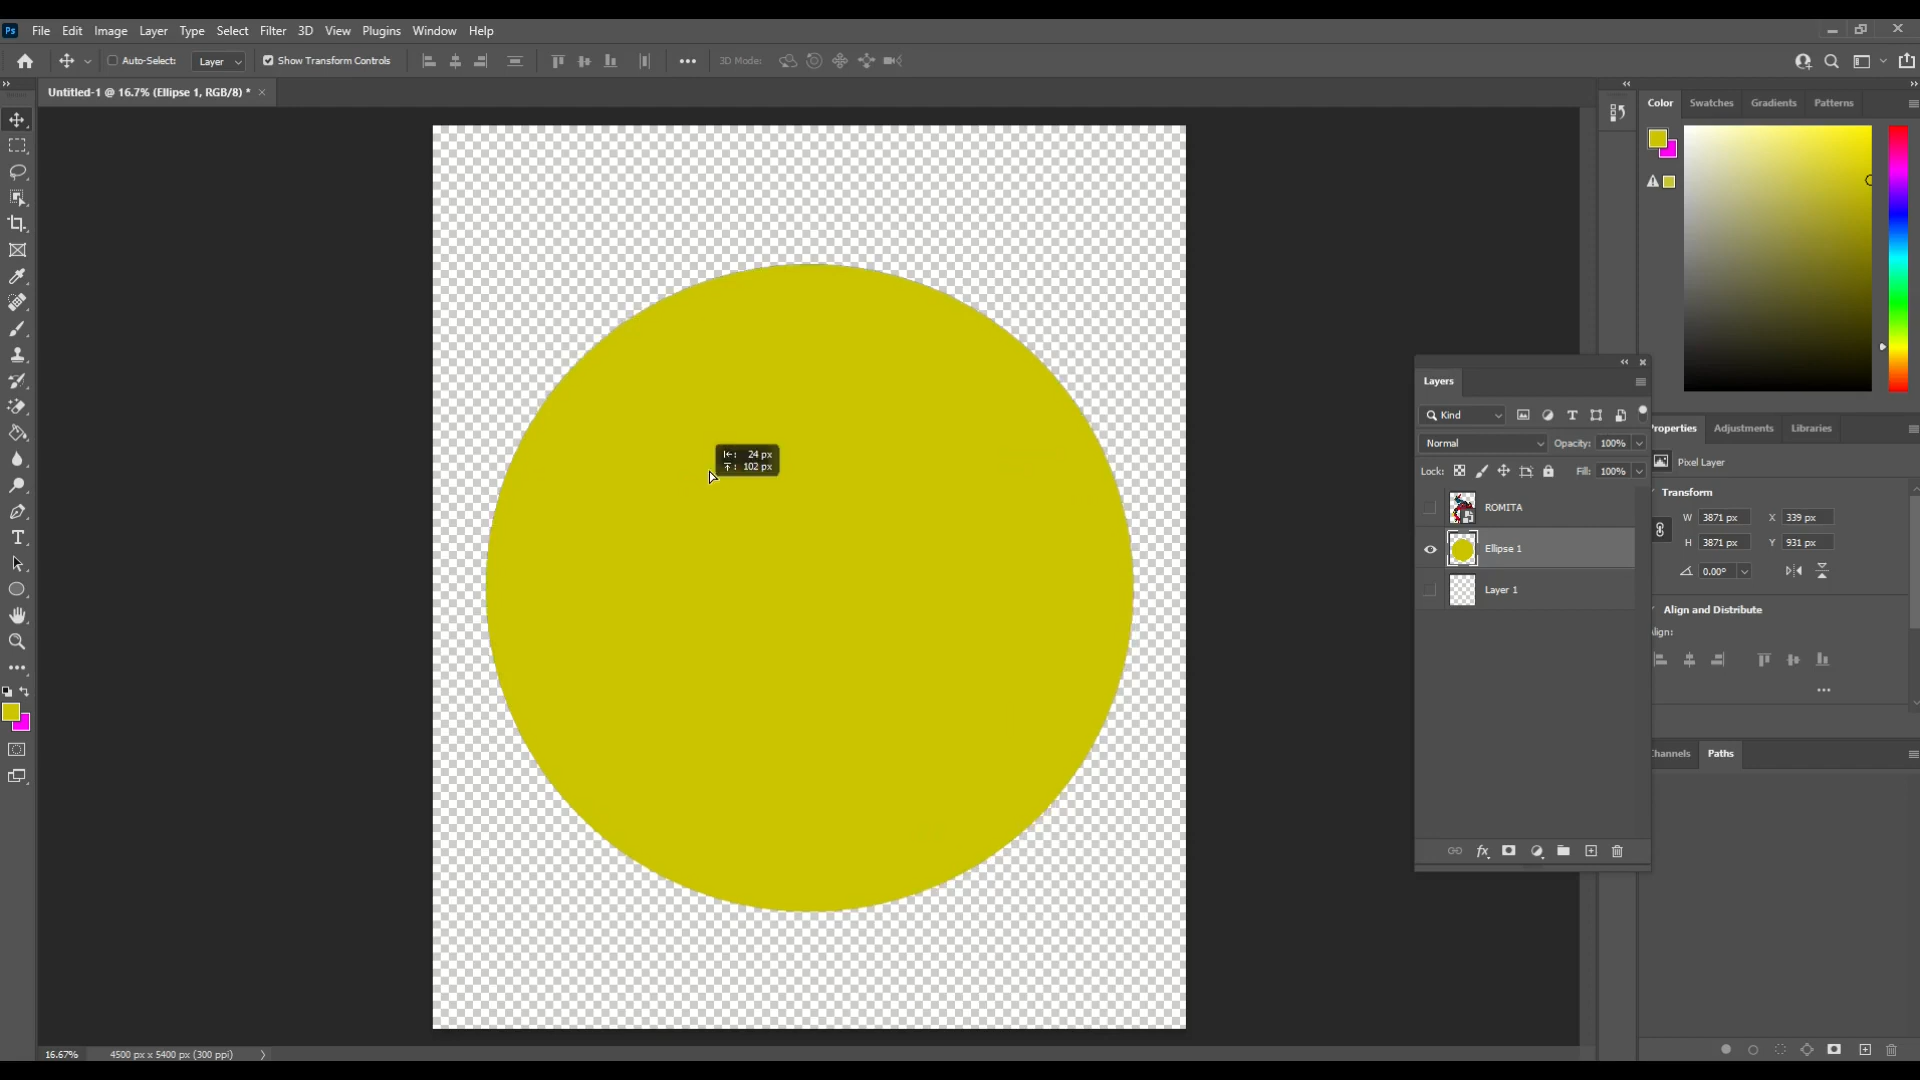 Ps File Edit Image Layer Type Select Filter 3D View Plugins Window Help
Auto-Select: Layer Show Transform Controls 3D Mode:
Untitled-1 @ 16.7% (Ellipse 1, RGB/8) *
Color Swatches Gradients Patterns
Layers
Kind
Normal Opacity: 100%
Lock: Fill: 100%
ROMITA
Ellipse 1
Layer 1
24 px
102 px
Properties Adjustments Libraries
Pixel Layer
Transform
W 3871 px X 339 px
H 3871 px Y 931 px
0.00°
Align and Distribute
Align:
Channels Paths
16.67% 4500 px x 5400 px (300 ppi)